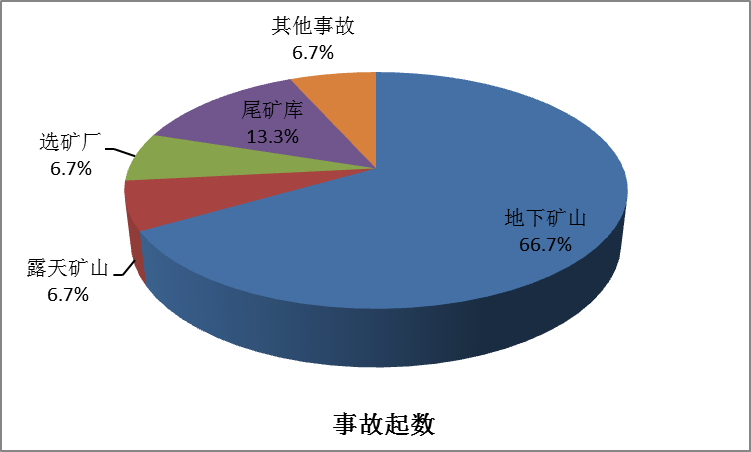 其他事故
6.7%
尾矿库
13.3%
选矿厂
6.7%
地下矿山
66.7%
露天矿山
6.7%
事故起数